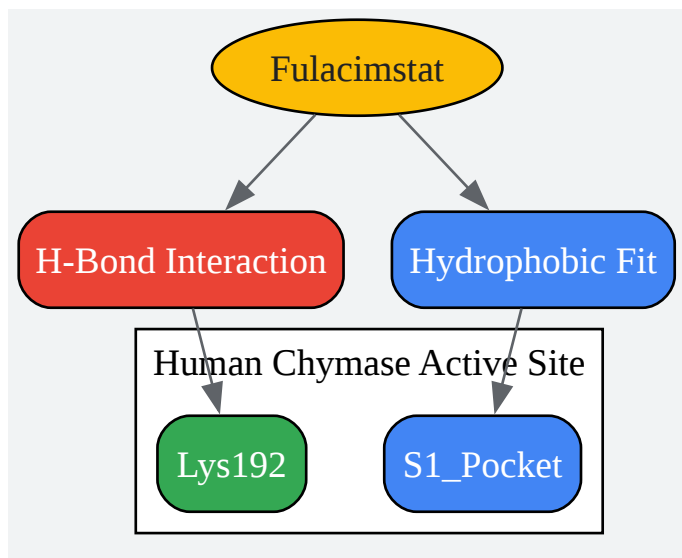 Fulacimstat
H-Bond Interaction
Hydrophobic Fit
Human Chymase Active Site
Lys192
S1_Pocket